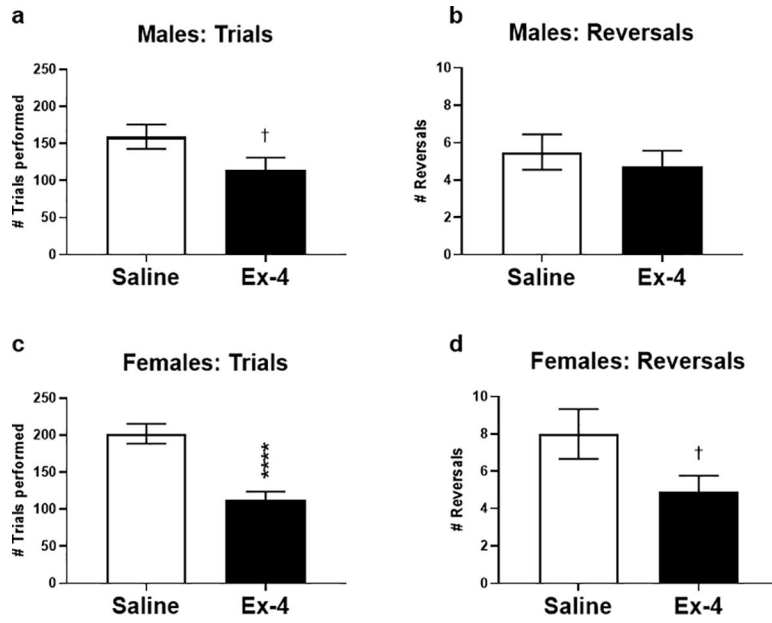 a
Males: Trials
# Trials performed
250
200
150
100
50
0
†
Saline
Ex-4
b
Males: Reversals
# Reversals
10
8
6
4
2
0
Saline
Ex-4
c
Females: Trials
# Trials performed
250
200
150
100
50
0
****
Saline
Ex-4
d
Females: Reversals
# Reversals
10
8
6
4
2
0
†
Saline
Ex-4